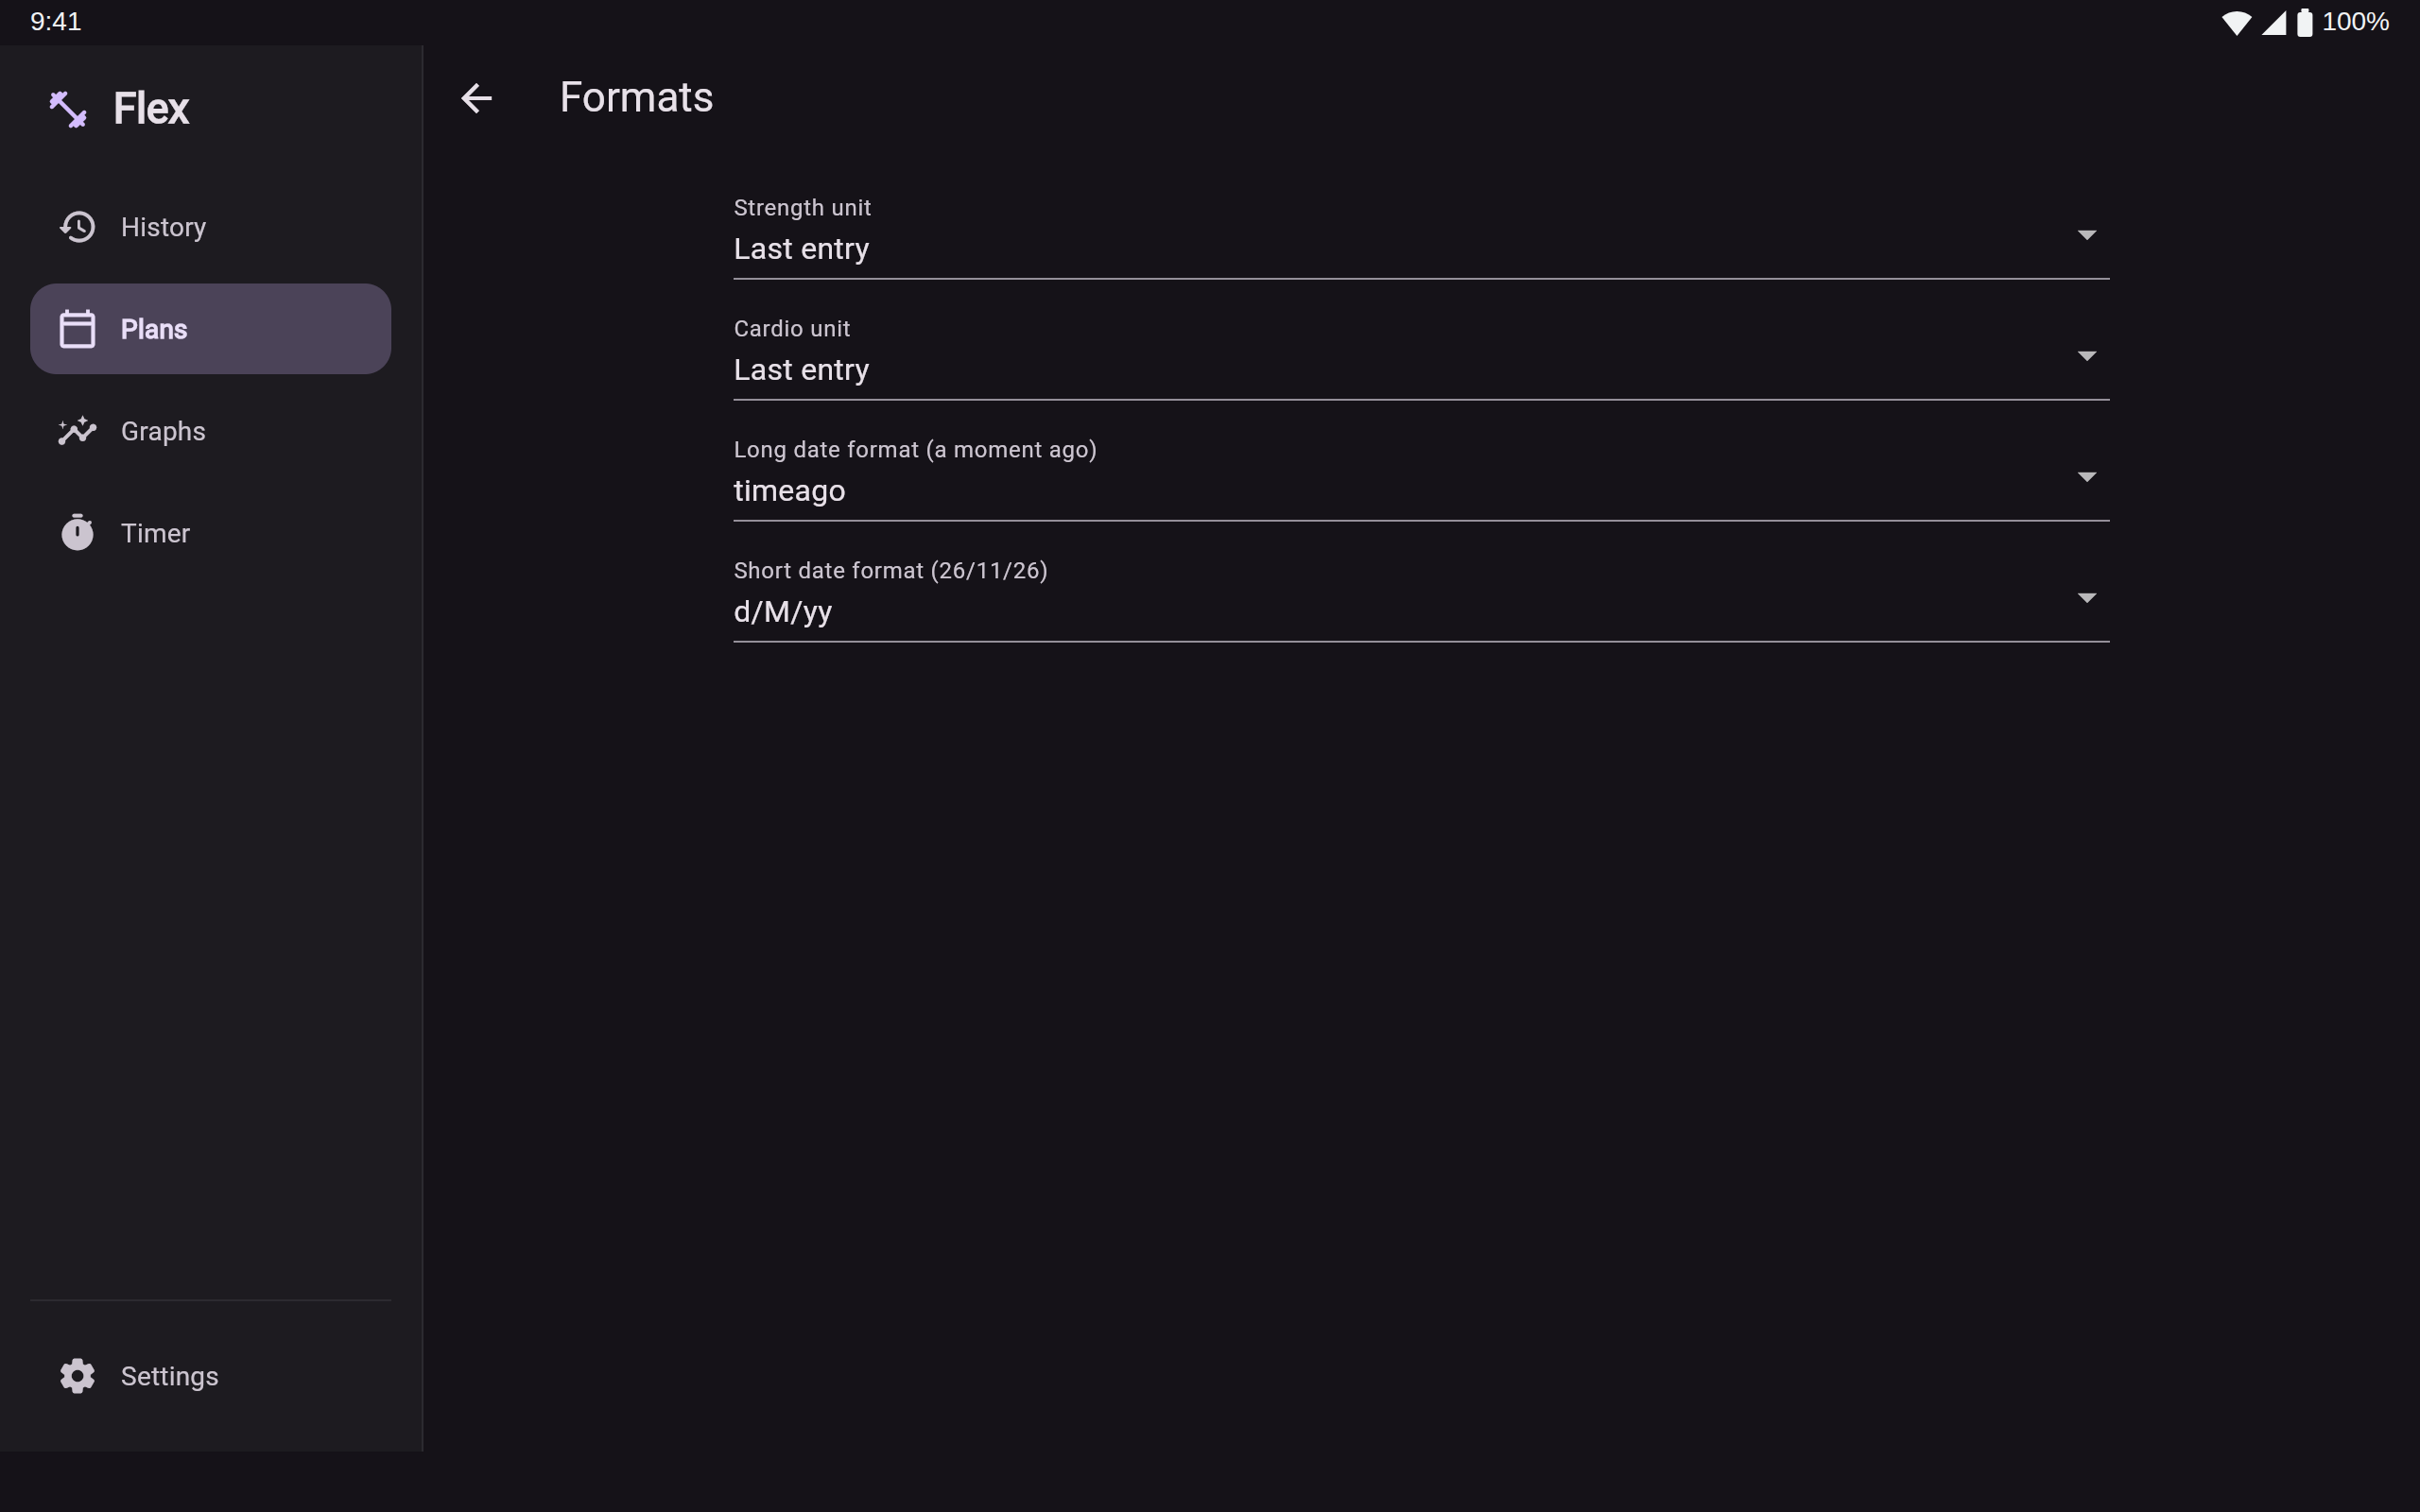 9:41
100%
Flex
History
Plans
Graphs
Timer
Settings
Formats
Strength unit
Last entry
Cardio unit
Last entry
Long date format (a moment ago)
timeago
Short date format (26/11/26)
d/M/yy